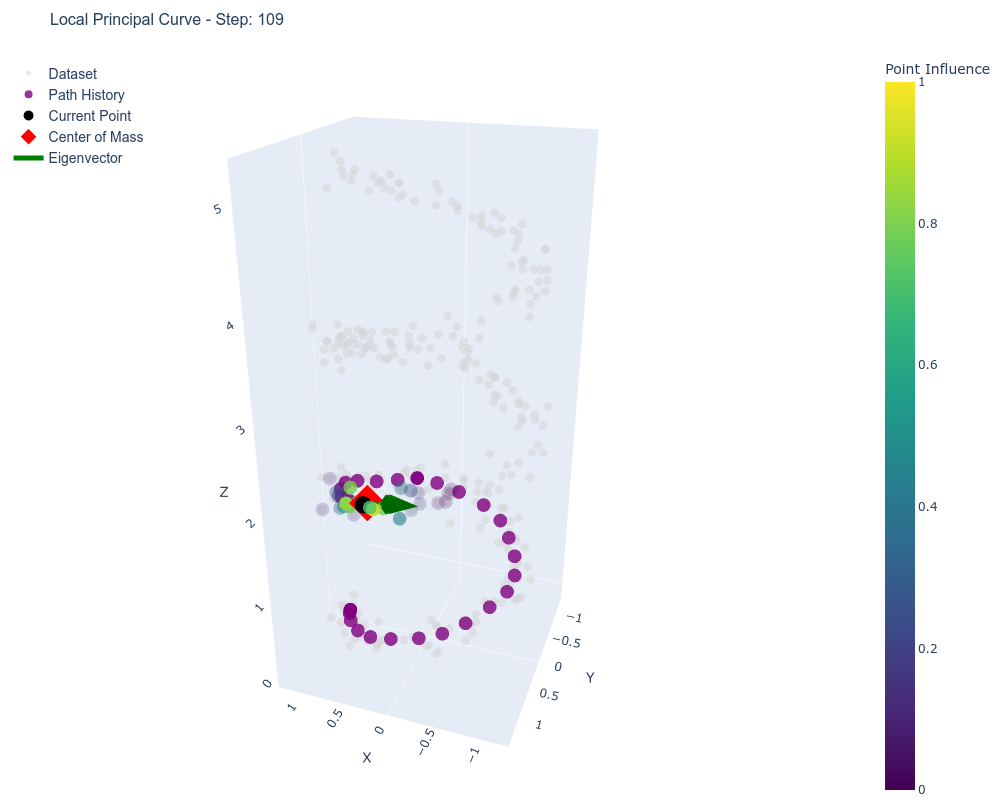 Local Principal Curve - Step: 109
Dataset
Path History
Current Point
Center of Mass
Eigenvector
Point Influence
1
0.8
0.6
0.4
0.2
0
5
4
3
Z
2
1
0
1
0.5
0
−0.5
−1
X
−1
−0.5
0
0.5
1
Y